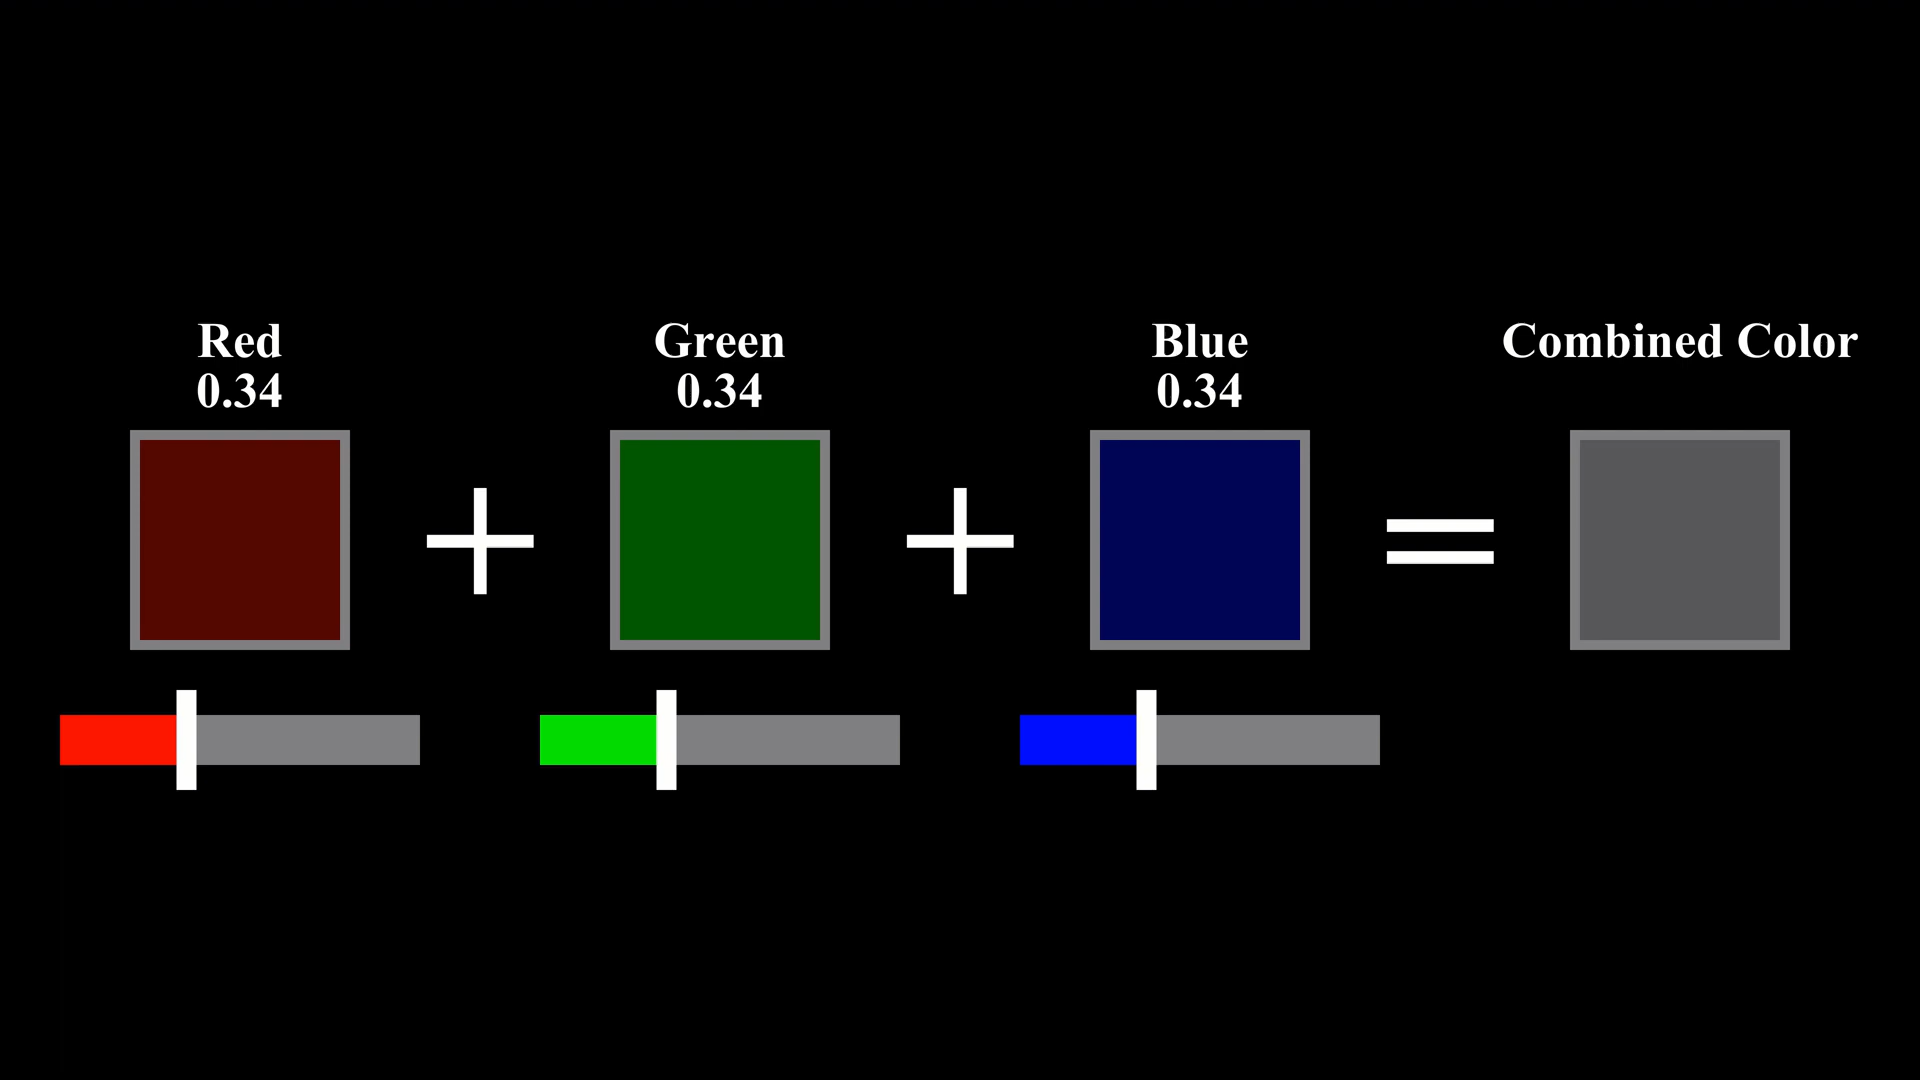 Red
0.34
Green
0.34
Blue
0.34
Combined Color
+
+
=